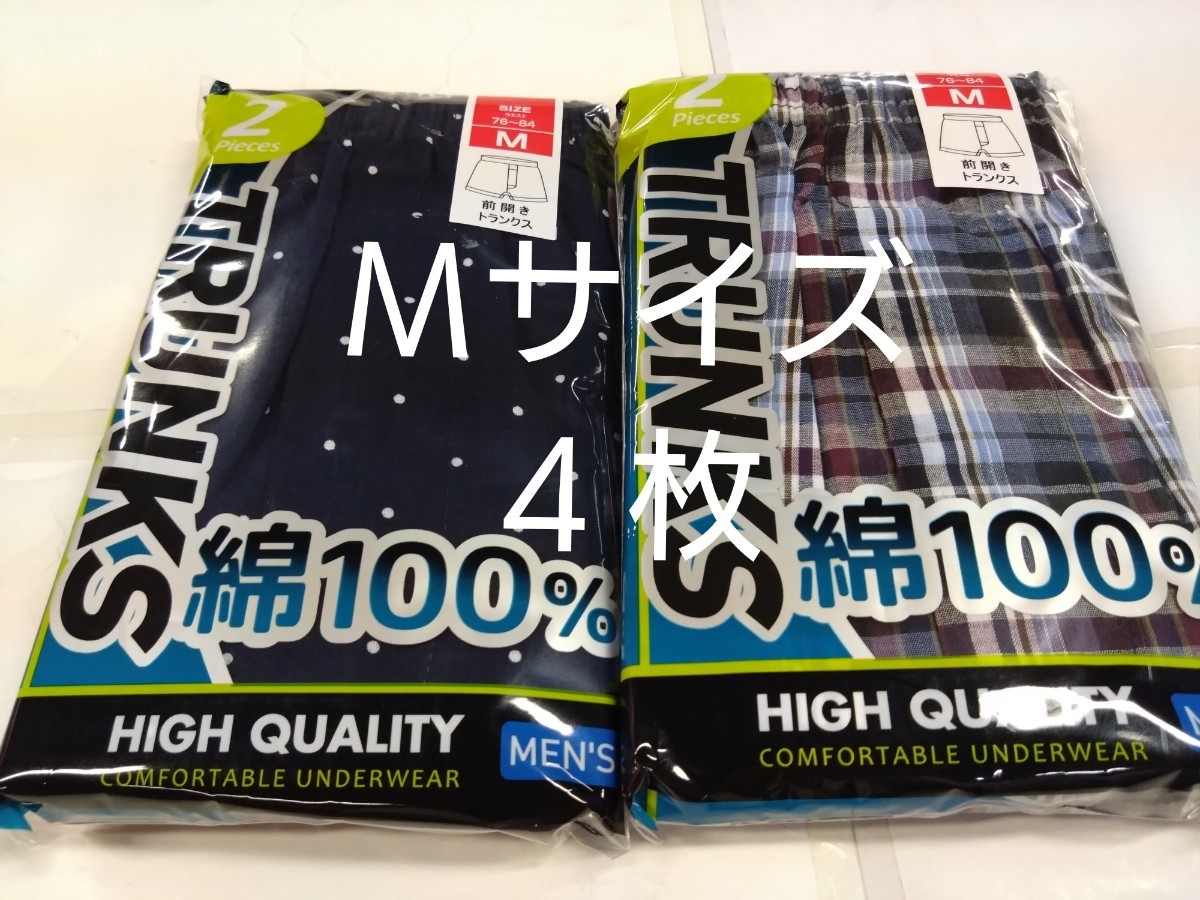 2
Pieces
SIZE
ウエスト
76〜84
M
前開き
トランクス
TRUNKS
綿100%
HIGH QUALITY
COMFORTABLE UNDERWEAR
MEN'S
2
Pieces
76〜84
M
前開き
トランクス
TRUNKS
綿100%
HIGH QUALITY
COMFORTABLE UNDERWEAR
Mサイズ
4枚